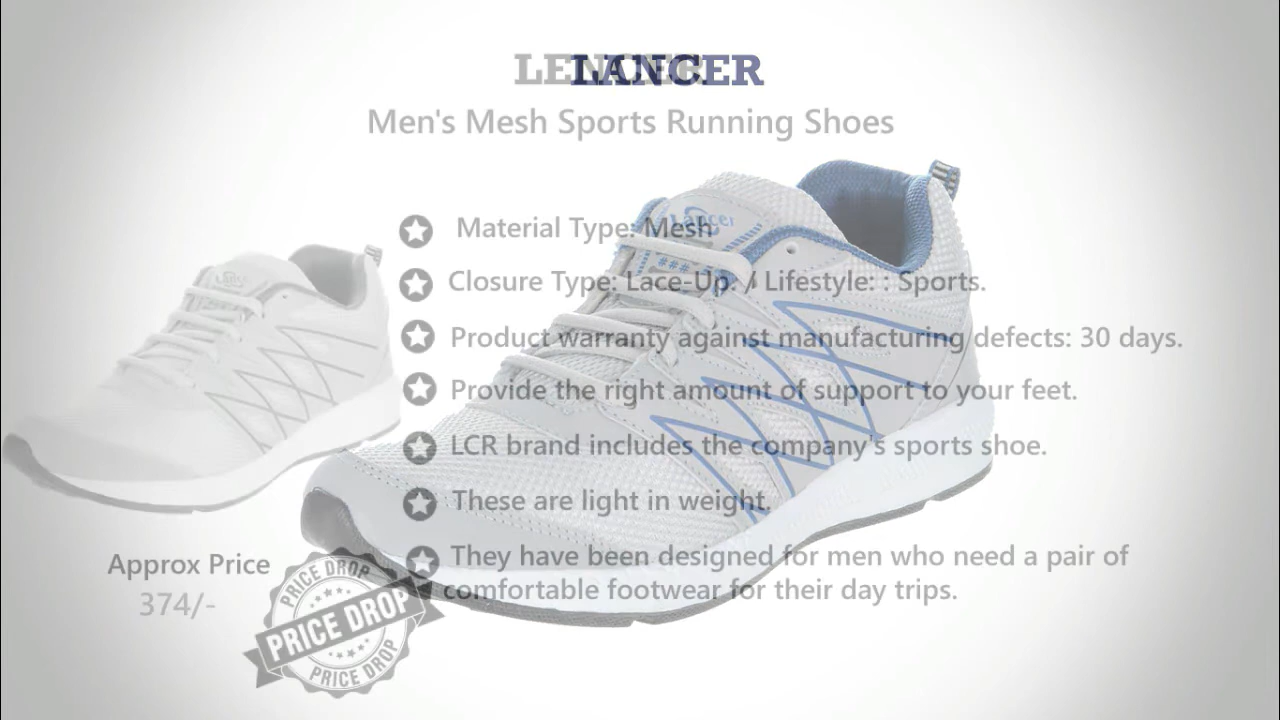 LANCER
Men's Mesh Sports Running Shoes
Lancer
Material Type: Mesh
Closure Type: Lace-Up. / Lifestyle: : Sports.
Product warranty against manufacturing defects: 30 days.
Provide the right amount of support to your feet.
LCR brand includes the company's sports shoe.
These are light in weight.
They have been designed for men who need a pair of
comfortable footwear for their day trips.
Approx Price
374/-
PRICE DROP
PRICE DROP
PRICE DROP